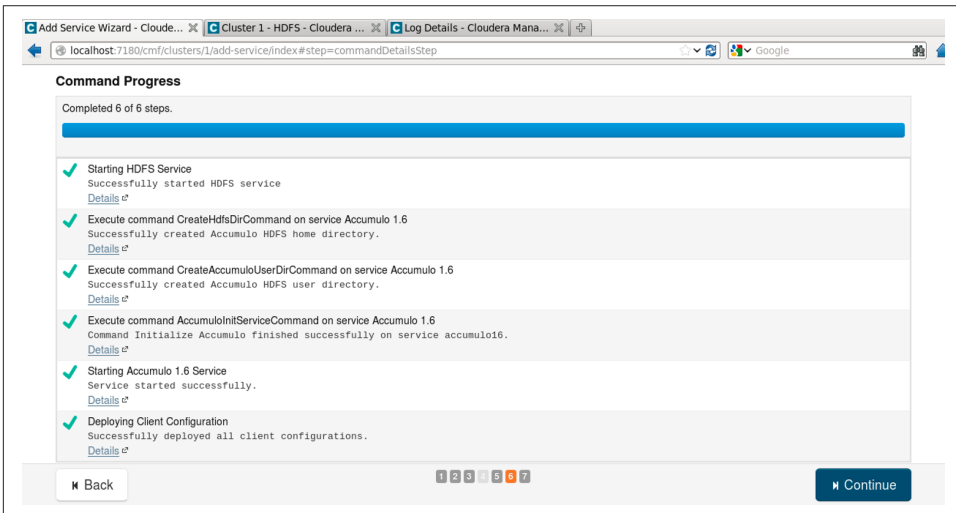 Add Service Wizard - Cloude...
Cluster 1 - HDFS - Cloudera ...
Log Details - Cloudera Mana...
localhost:7180/cmf/clusters/1/add-service/index#step=commandDetailsStep
Google
Command Progress
Completed 6 of 6 steps.
Starting HDFS Service
Successfully started HDFS service
Details
Execute command CreateHdfsDirCommand on service Accumulo 1.6
Successfully created Accumulo HDFS home directory.
Details
Execute command CreateAccumuloUserDirCommand on service Accumulo 1.6
Successfully created Accumulo HDFS user directory.
Details
Execute command AccumuloInitServiceCommand on service Accumulo 1.6
Command Initialize Accumulo finished successfully on service accumulo16.
Details
Starting Accumulo 1.6 Service
Service started successfully.
Details
Deploying Client Configuration
Successfully deployed all client configurations.
Details
Back
1 2 3 4 5 6 7
Continue